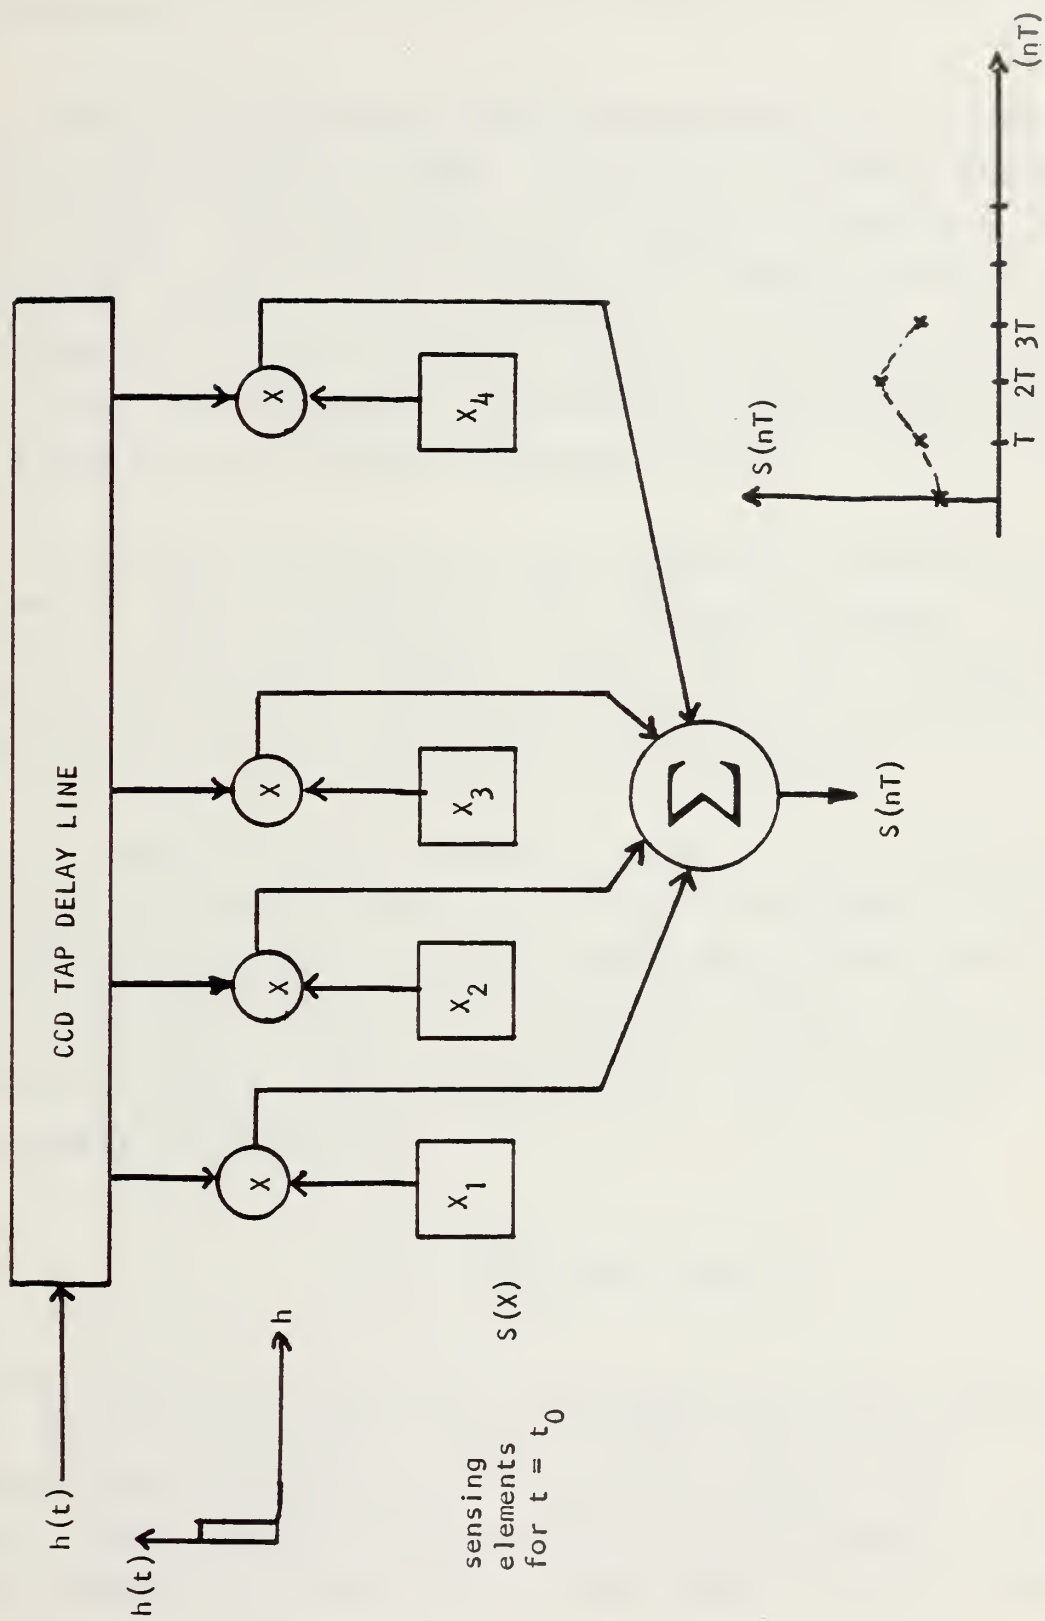 CCD TAP DELAY LINE
h(t)
h(t)
h
X
X
X
X
X1
X2
X3
X4
S(X)
sensing
elements
for t = t0
Σ
S(nT)
S(nT)
T 2T 3T
(nT)